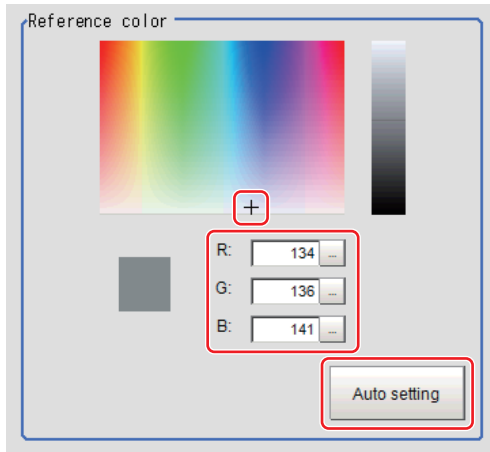 Reference color
R: 134 ...
G: 136 ...
B: 141 ...
Auto setting